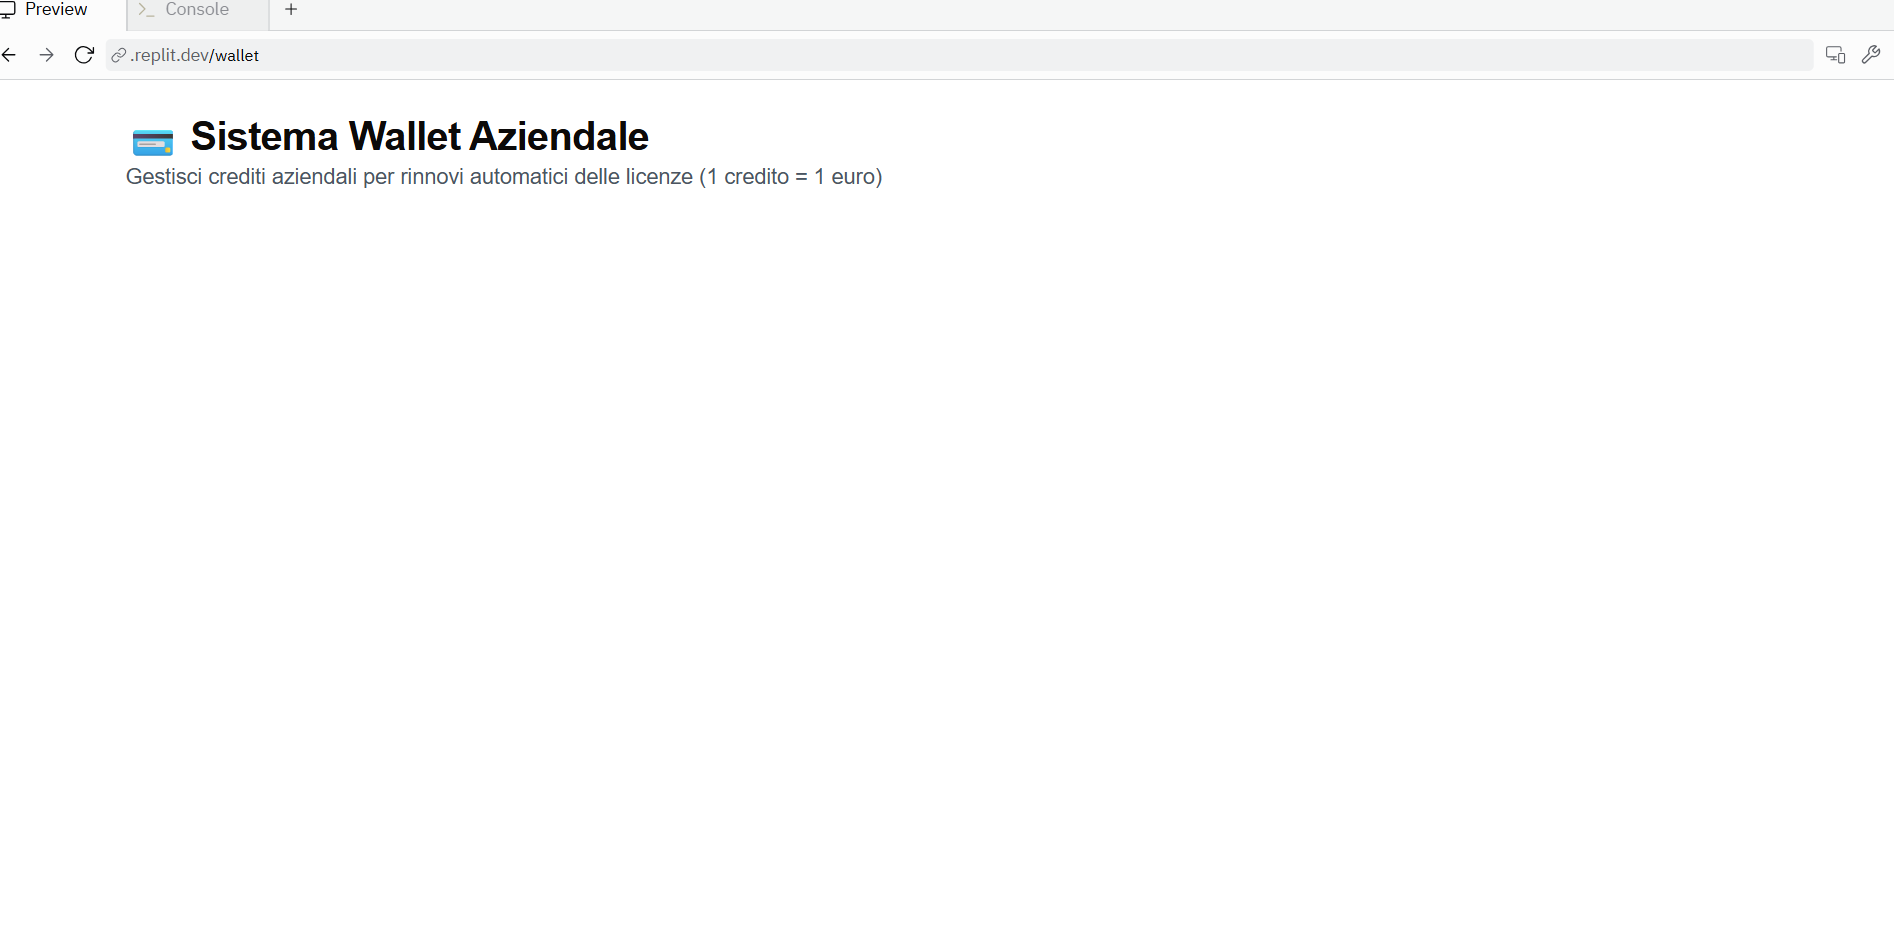 Preview
>_ Console
+
.replit.dev/wallet
Sistema Wallet Aziendale
Gestisci crediti aziendali per rinnovi automatici delle licenze (1 credito = 1 euro)